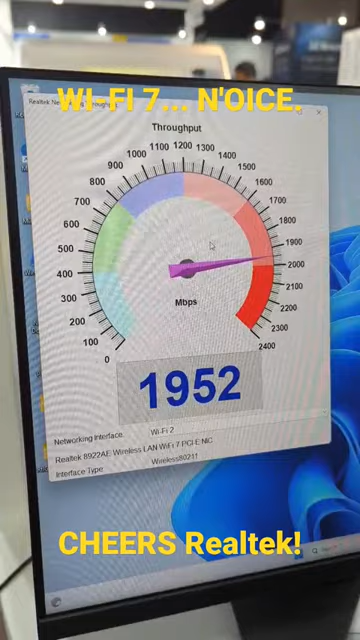 WI-FI 7... N'OICE.
Throughput
0
100
200
300
400
500
600
700
800
900
1000
1100
1200
1300
1400
1500
1600
1700
1800
1900
2000
2100
2200
2300
2400
Mbps
1952
Networking Interface
Wi-Fi 2
Realtek 8922AE Wireless LAN WiFi 7 PCI-E NIC
Interface Type
Wireless80211
CHEERS Realtek!